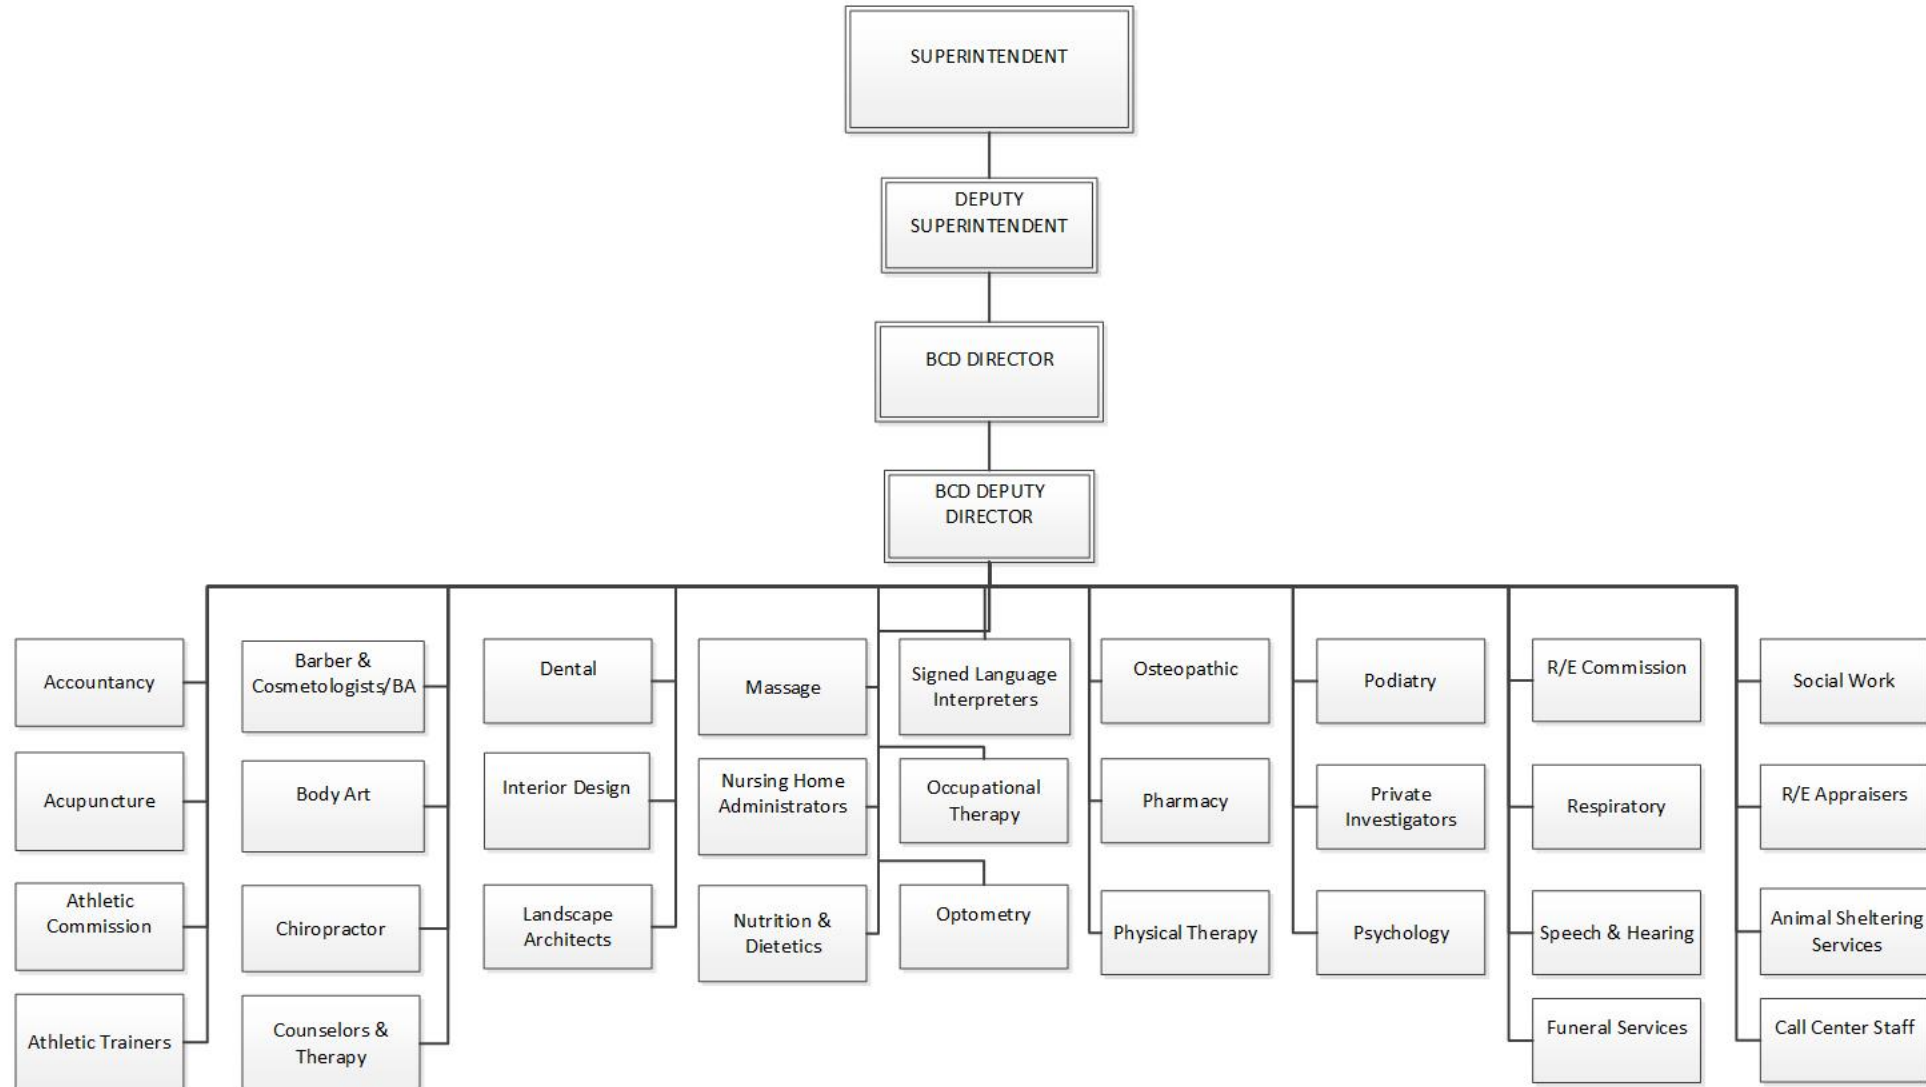 SUPERINTENDENT
DEPUTY
SUPERINTENDENT
BCD DIRECTOR
BCD DEPUTY
DIRECTOR
Accountancy
Acupuncture
Athletic
Commission
Athletic Trainers
Barber &
Cosmetologists/BA
Body Art
Chiropractor
Counselors &
Therapy
Dental
Interior Design
Landscape
Architects
Massage
Nursing Home
Administrators
Nutrition &
Dietetics
Signed Language
Interpreters
Occupational
Therapy
Optometry
Osteopathic
Pharmacy
Physical Therapy
Podiatry
Private
Investigators
Psychology
R/E Commission
Respiratory
Speech & Hearing
Funeral Services
Social Work
R/E Appraisers
Animal Sheltering
Services
Call Center Staff